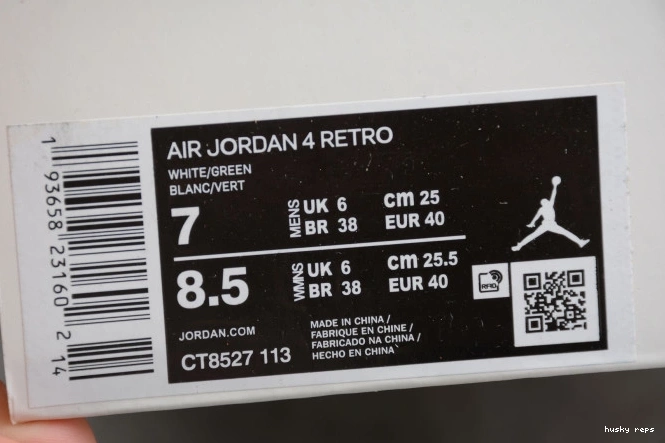 AIR JORDAN 4 RETRO
WHITE/GREEN
BLANC/VERT
7
MENS
UK 6
cm 25
BR 38
EUR 40
8.5
WMNS
UK 6
cm 25.5
BR 38
EUR 40
RFID
JORDAN.COM
CT8527 113
MADE IN CHINA /
FABRIQUE EN CHINE /
FABRICADO NA CHINA /
HECHO EN CHINA
1 93658 23160 2 14
husky reps